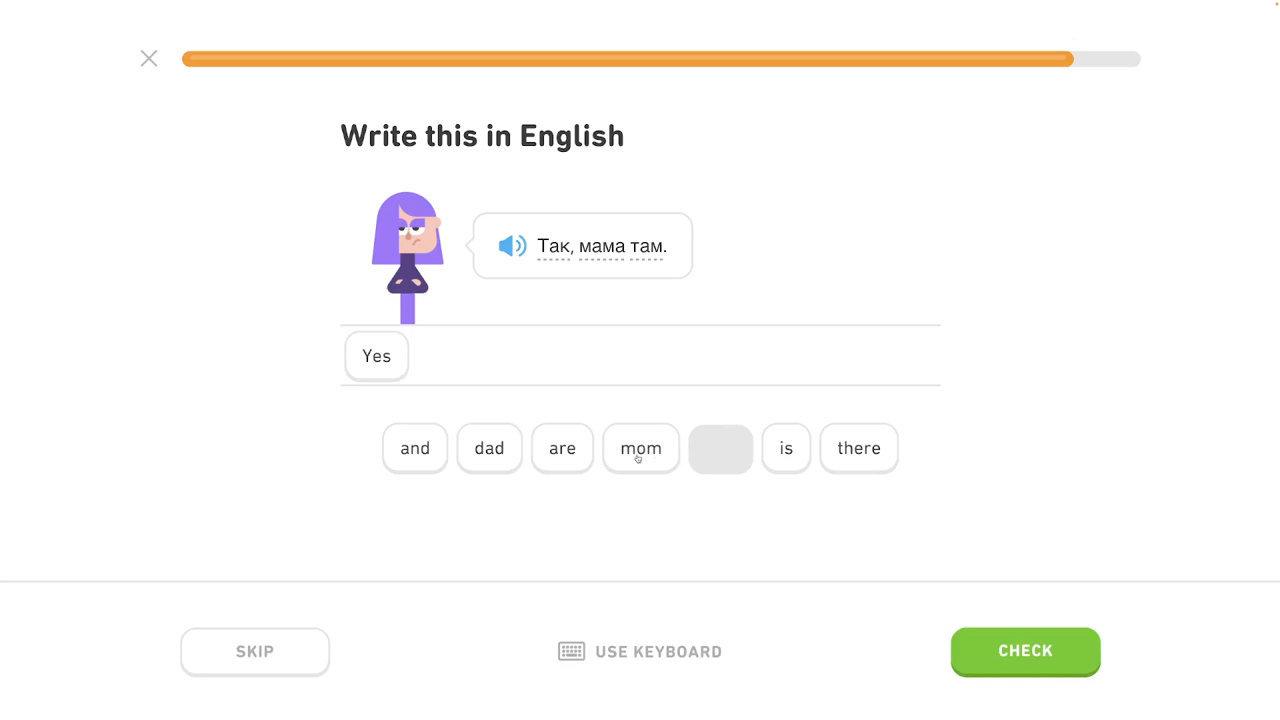 Write this in English
Так, мама там.
Yes
and dad are mom is there
SKIP USE KEYBOARD CHECK